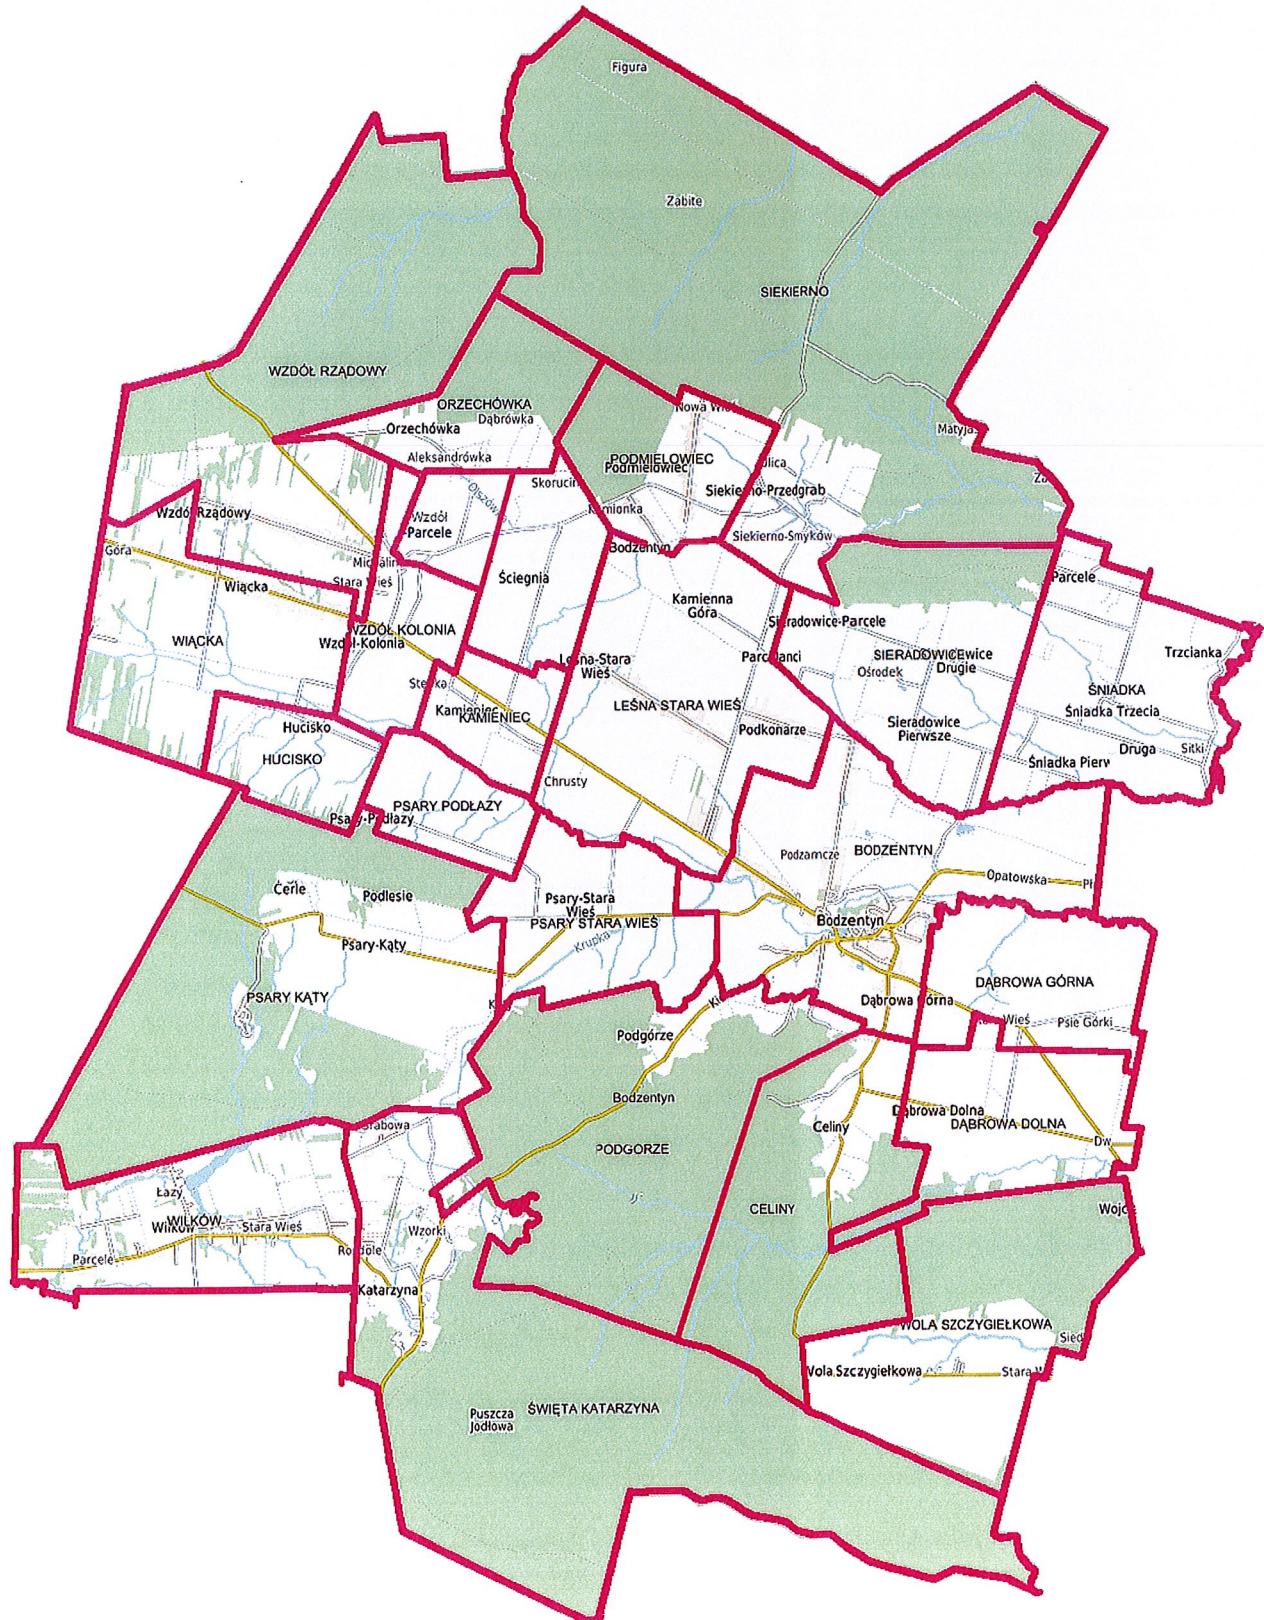 Figura
Zabite
SIEKIERNO
WZDÓŁ RZĄDOWY
ORZECHÓWKA
Dąbrówka
Orzechówka
Nowa Wieś
Matyjas
Aleksandrówka
PODMIELOWIEC
Podmielowiec
Skorucin
Olszówka
Siekierno-Przedgrab
Wzdół Rządowy
Wzdół
Parcele
Kamionka
Siekierno-Smyków
Góra
Michalin
Bodzentyn
Stara Wieś
Wiącka
Ściegnia
Parcele
Kamienna
Góra
Sieradowice-Parcele
WZDÓŁ KOLONIA
Wzdół-Kolonia
WIĄCKA
Trzcianka
Leśna-Stara
Wieś
Parcelanci
SIERADOWICE
Drugie
Ośrodek
ŚNIADKA
Kamieniec
KAMIENIEC
LEŚNA STARA WIEŚ
Śniadka Trzecia
Hucisko
Podkonarze
Sieradowice
Pierwsze
Druga
Sitki
HUCISKO
Śniadka Pierw
Chrusty
PSARY PODŁAZY
Psary-Podłazy
Podzamcze
BODZENTYN
Opatowska
Cerle
Podlesie
Psary-Stara
Wieś
Bodzentyn
PSARY STARA WIEŚ
Psary-Kąty
Krupka
DĄBROWA GÓRNA
PSARY KĄTY
Dąbrowa Górna
Wieś
Psie Górki
Podgórze
Bodzentyn
Dąbrowa Dolna
DĄBROWA DOLNA
Celiny
Dw
PODGORZE
Grabowa
Łazy
WILKÓW
Wilków
Stara Wieś
CELINY
Wzorki
Parcele
Katarzyna
WOLA SZCZYGIEŁKOWA
Sied
Wola Szczygiełkowa
Stara Wieś
Puszcza
Jodłowa
ŚWIĘTA KATARZYNA